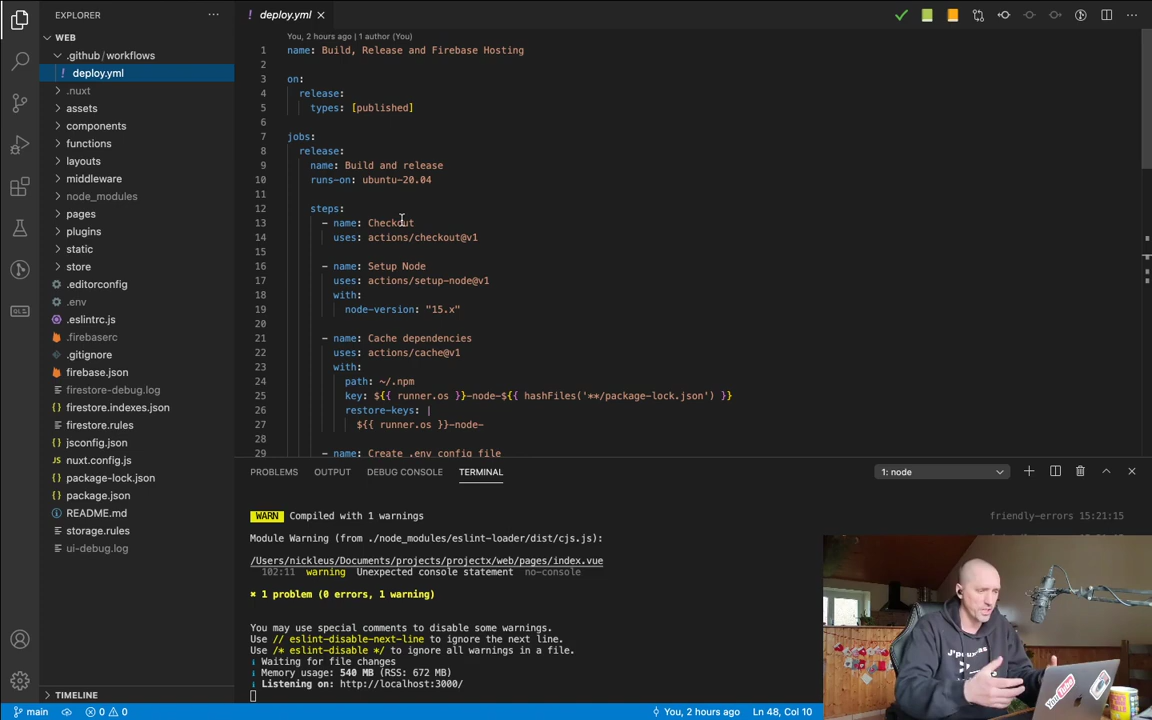 EXPLORER
WEB
.github/workflows
deploy.yml
.nuxt
assets
components
functions
layouts
middleware
node_modules
pages
plugins
static
store
.editorconfig
.env
.eslintrc.js
.firebaserc
.gitignore
firebase.json
firestore-debug.log
firestore.indexes.json
firestore.rules
jsconfig.json
nuxt.config.js
package-lock.json
package.json
README.md
storage.rules
ui-debug.log
TIMELINE
deploy.yml
You, 2 hours ago | 1 author (You)
1 name: Build, Release and Firebase Hosting
2
3 on:
4 release:
5 types: [published]
6
7 jobs:
8 release:
9 name: Build and release
10 runs-on: ubuntu-20.04
11
12 steps:
13 - name: Checkout
14 uses: actions/checkout@v1
15
16 - name: Setup Node
17 uses: actions/setup-node@v1
18 with:
19 node-version: "15.x"
20
21 - name: Cache dependencies
22 uses: actions/cache@v1
23 with:
24 path: ~/.npm
25 key: ${{ runner.os }}-node-${{ hashFiles('**/package-lock.json') }}
26 restore-keys: |
27 ${{ runner.os }}-node-
28
29 - name: Create .env config file
PROBLEMS OUTPUT DEBUG CONSOLE TERMINAL 1: node
WARN Compiled with 1 warnings friendly-errors 15:21:15
Module Warning (from ./node_modules/eslint-loader/dist/cjs.js):
/Users/nickleus/Documents/projects/projectx/web/pages/index.vue
102:11 warning Unexpected console statement no-console
✖ 1 problem (0 errors, 1 warning)
You may use special comments to disable some warnings.
Use // eslint-disable-next-line to ignore the next line.
Use /* eslint-disable */ to ignore all warnings in a file.
ℹ Waiting for file changes
ℹ Memory usage: 540 MB (RSS: 672 MB)
ℹ Listening on: http://localhost:3000/
YouTube
main 0 0 You, 2 hours ago Ln 48, Col 10